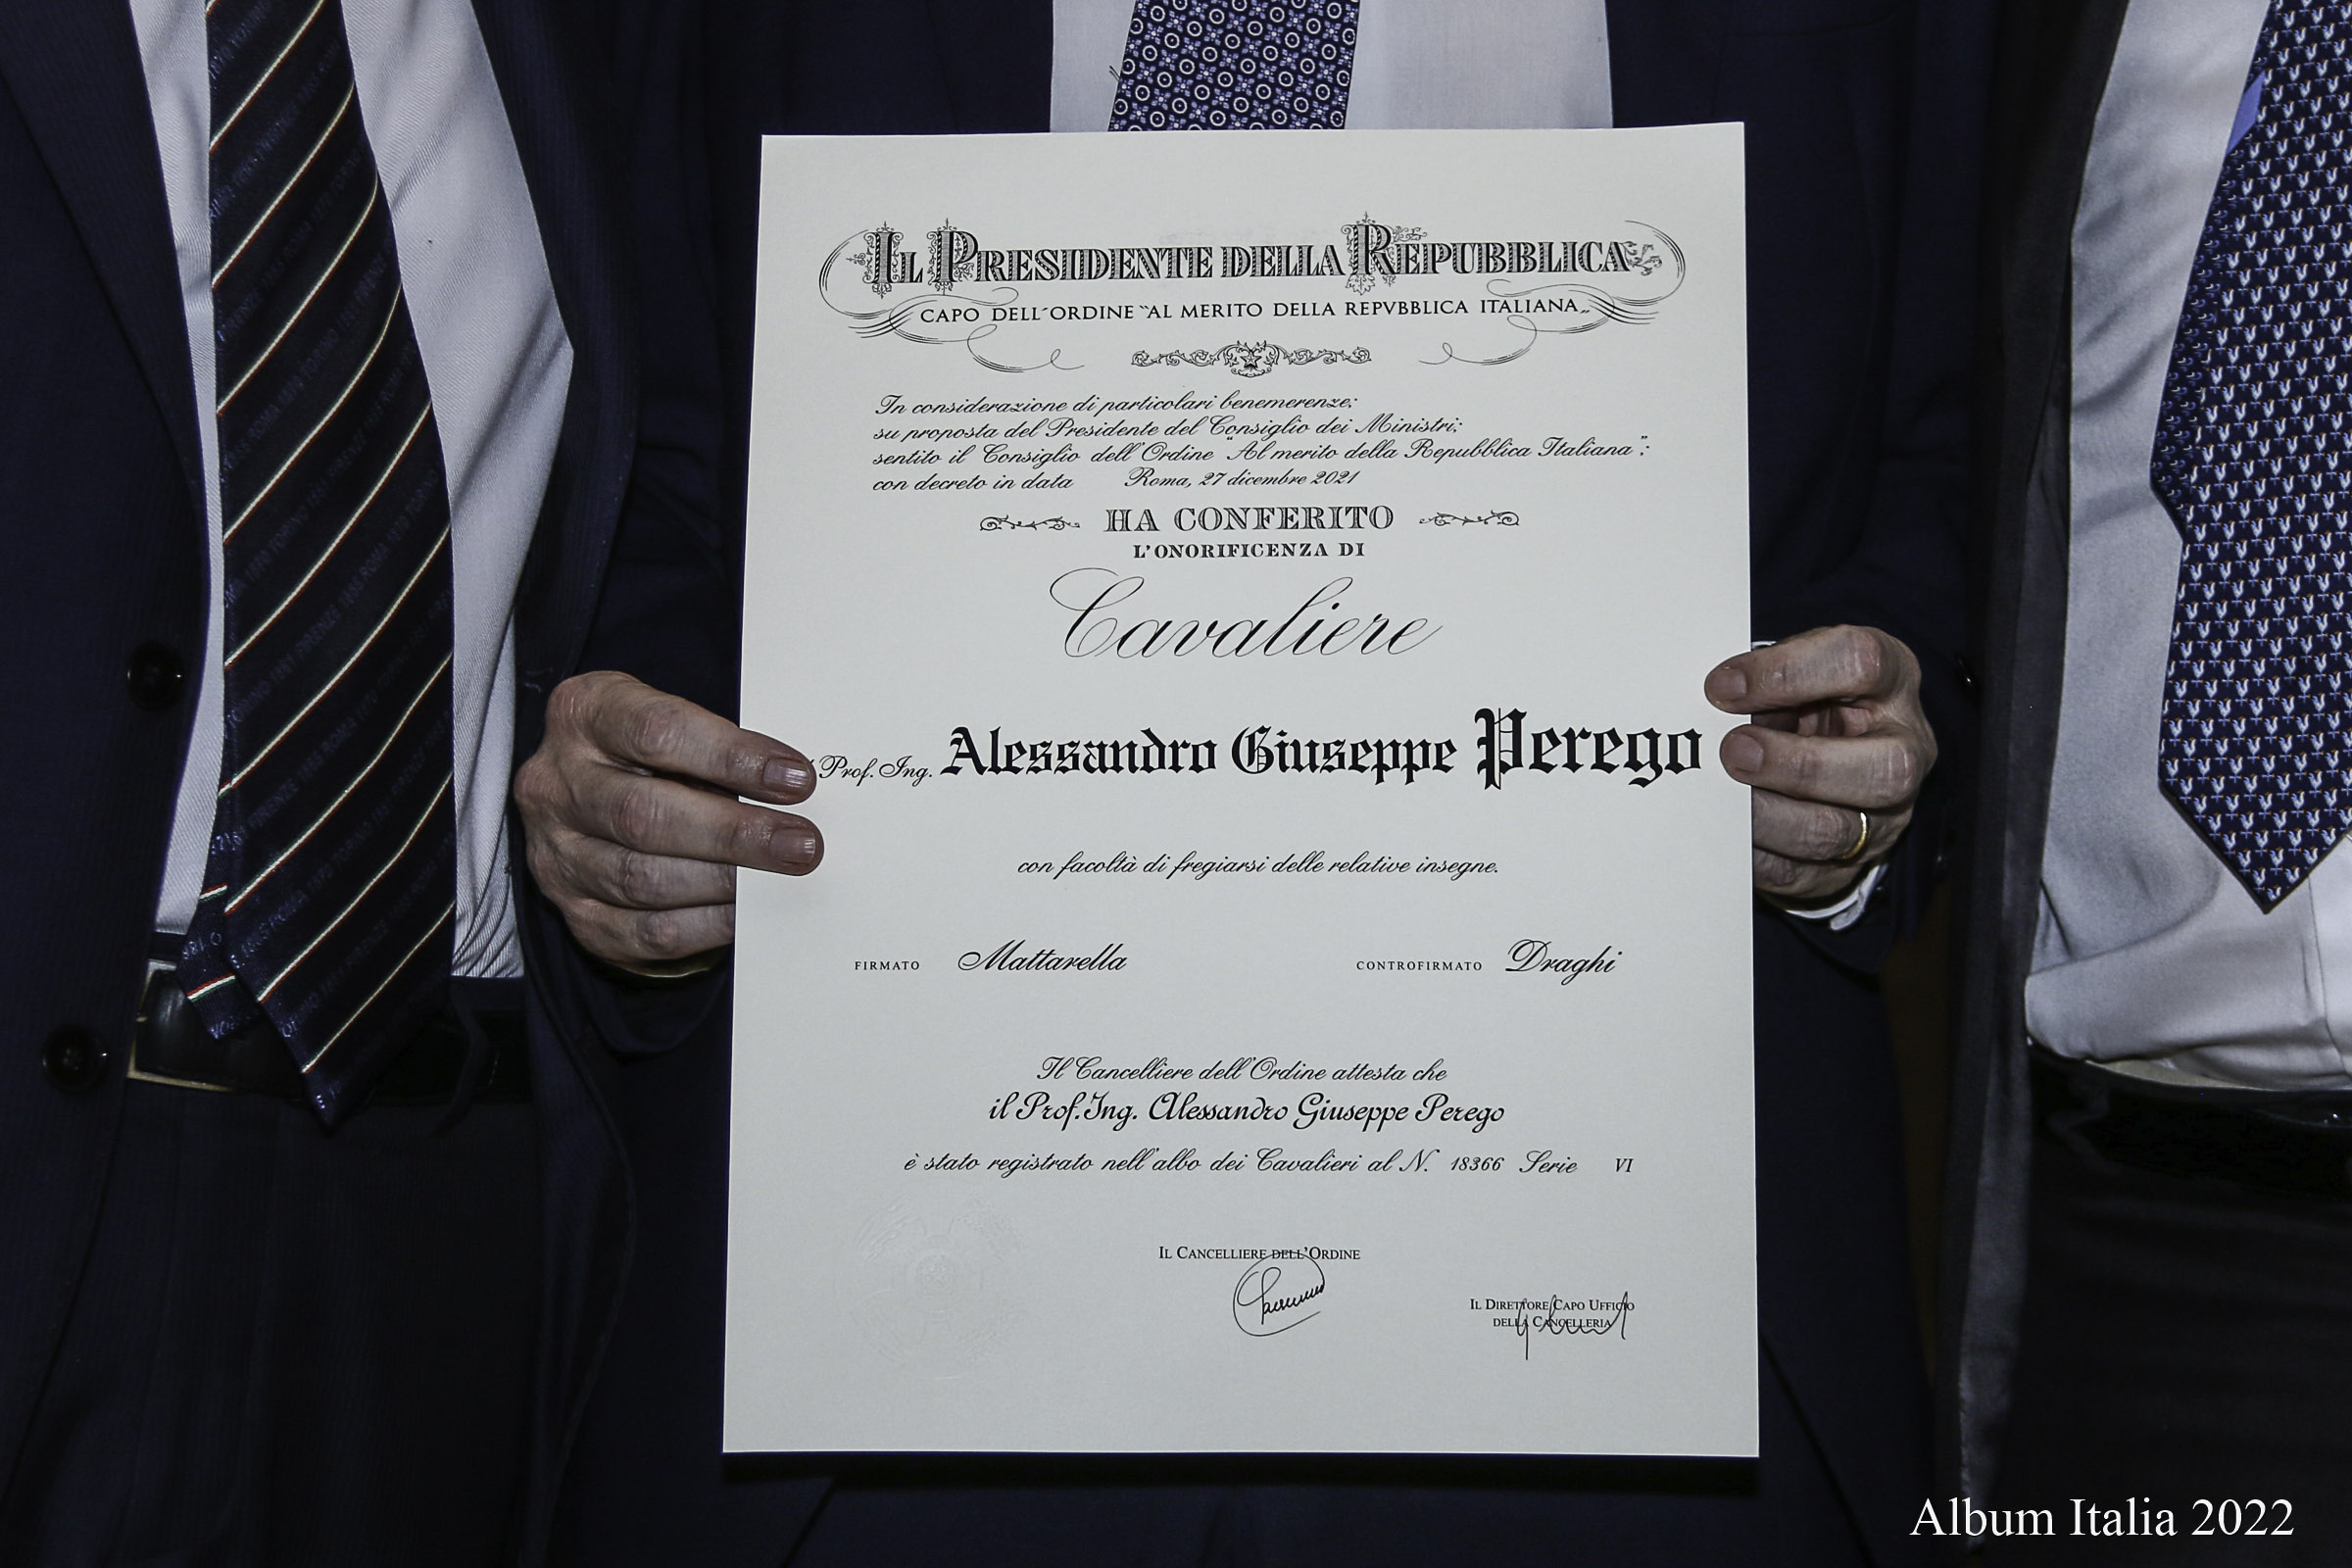 IL PRESIDENTE DELLA REPUBBLICA
CAPO DELL'ORDINE "AL MERITO DELLA REPVBBLICA ITALIANA„
In considerazione di particolari benemerenze;
su proposta del Presidente del Consiglio dei Ministri;
sentito il Consiglio dell'Ordine "Al merito della Repubblica Italiana";
con decreto in data Roma, 27 dicembre 2021
HA CONFERITO
L'ONORIFICENZA DI
Cavaliere
Prof. Ing. Alessandro Giuseppe Perego
con facoltà di fregiarsi delle relative insegne.
FIRMATO Mattarella CONTROFIRMATO Draghi
Il Cancelliere dell'Ordine attesta che
il Prof. Ing. Alessandro Giuseppe Perego
è stato registrato nell'albo dei Cavalieri al N. 18366 Serie VI
IL CANCELLIERE DELL'ORDINE
IL DIRETTORE CAPO UFFICIO
DELLA CANCELLERIA
Album Italia 2022